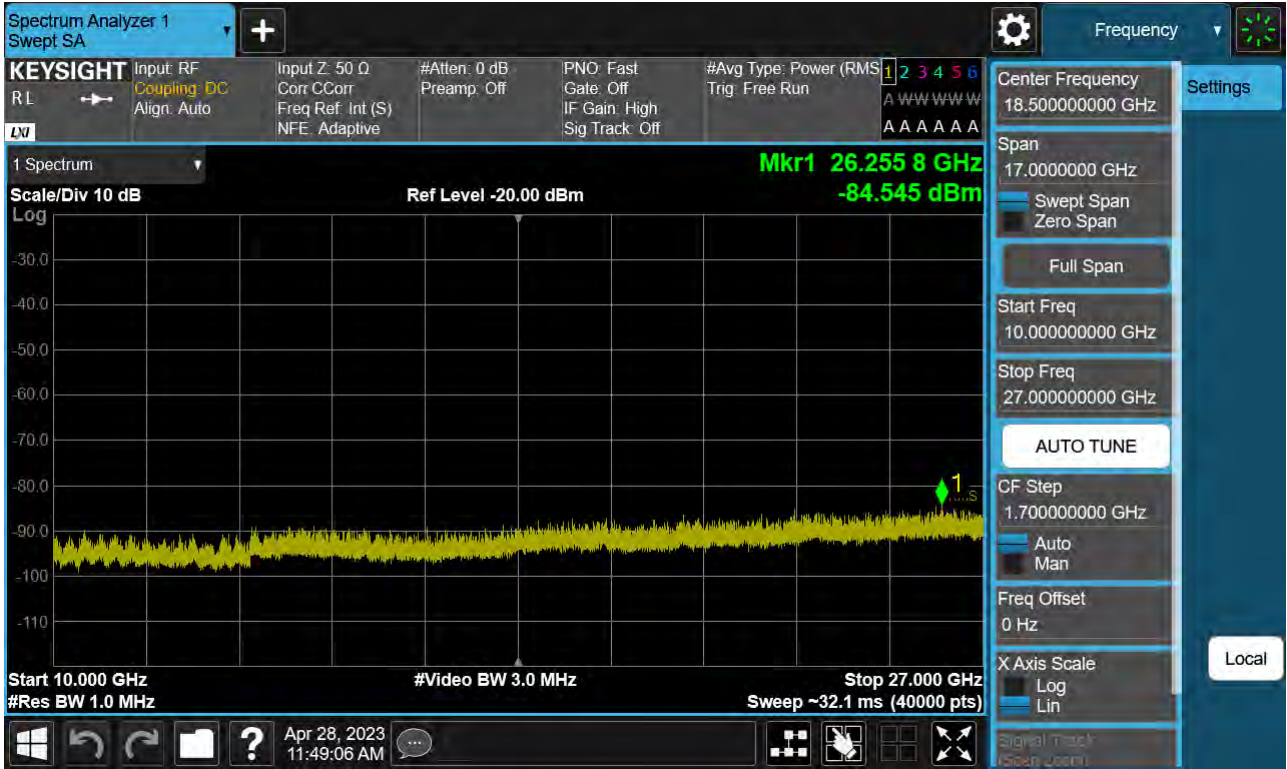 Spectrum Analyzer 1
Swept SA
+
Frequency
KEYSIGHT
RL
LXI
Input: RF
Coupling: DC
Align: Auto
Input Z: 50 Ω
Corr CCorr
Freq Ref: Int (S)
NFE: Adaptive
#Atten: 0 dB
Preamp: Off
PNO: Fast
Gate: Off
IF Gain: High
Sig Track: Off
#Avg Type: Power (RMS
Trig: Free Run
1 2 3 4 5 6
A W W W W W
A A A A A A
1 Spectrum
Scale/Div 10 dB
Log
Ref Level -20.00 dBm
Mkr1 26.255 8 GHz
-84.545 dBm
-30.0
-40.0
-50.0
-60.0
-70.0
-80.0
-90.0
-100
-110
1
Start 10.000 GHz
#Res BW 1.0 MHz
#Video BW 3.0 MHz
Stop 27.000 GHz
Sweep ~32.1 ms (40000 pts)
Center Frequency
18.500000000 GHz
Span
17.0000000 GHz
Swept Span
Zero Span
Full Span
Start Freq
10.000000000 GHz
Stop Freq
27.000000000 GHz
AUTO TUNE
CF Step
1.700000000 GHz
Auto
Man
Freq Offset
0 Hz
X Axis Scale
Log
Lin
Signal Track
(Span Zoom)
Settings
Local
?
Apr 28, 2023
11:49:06 AM